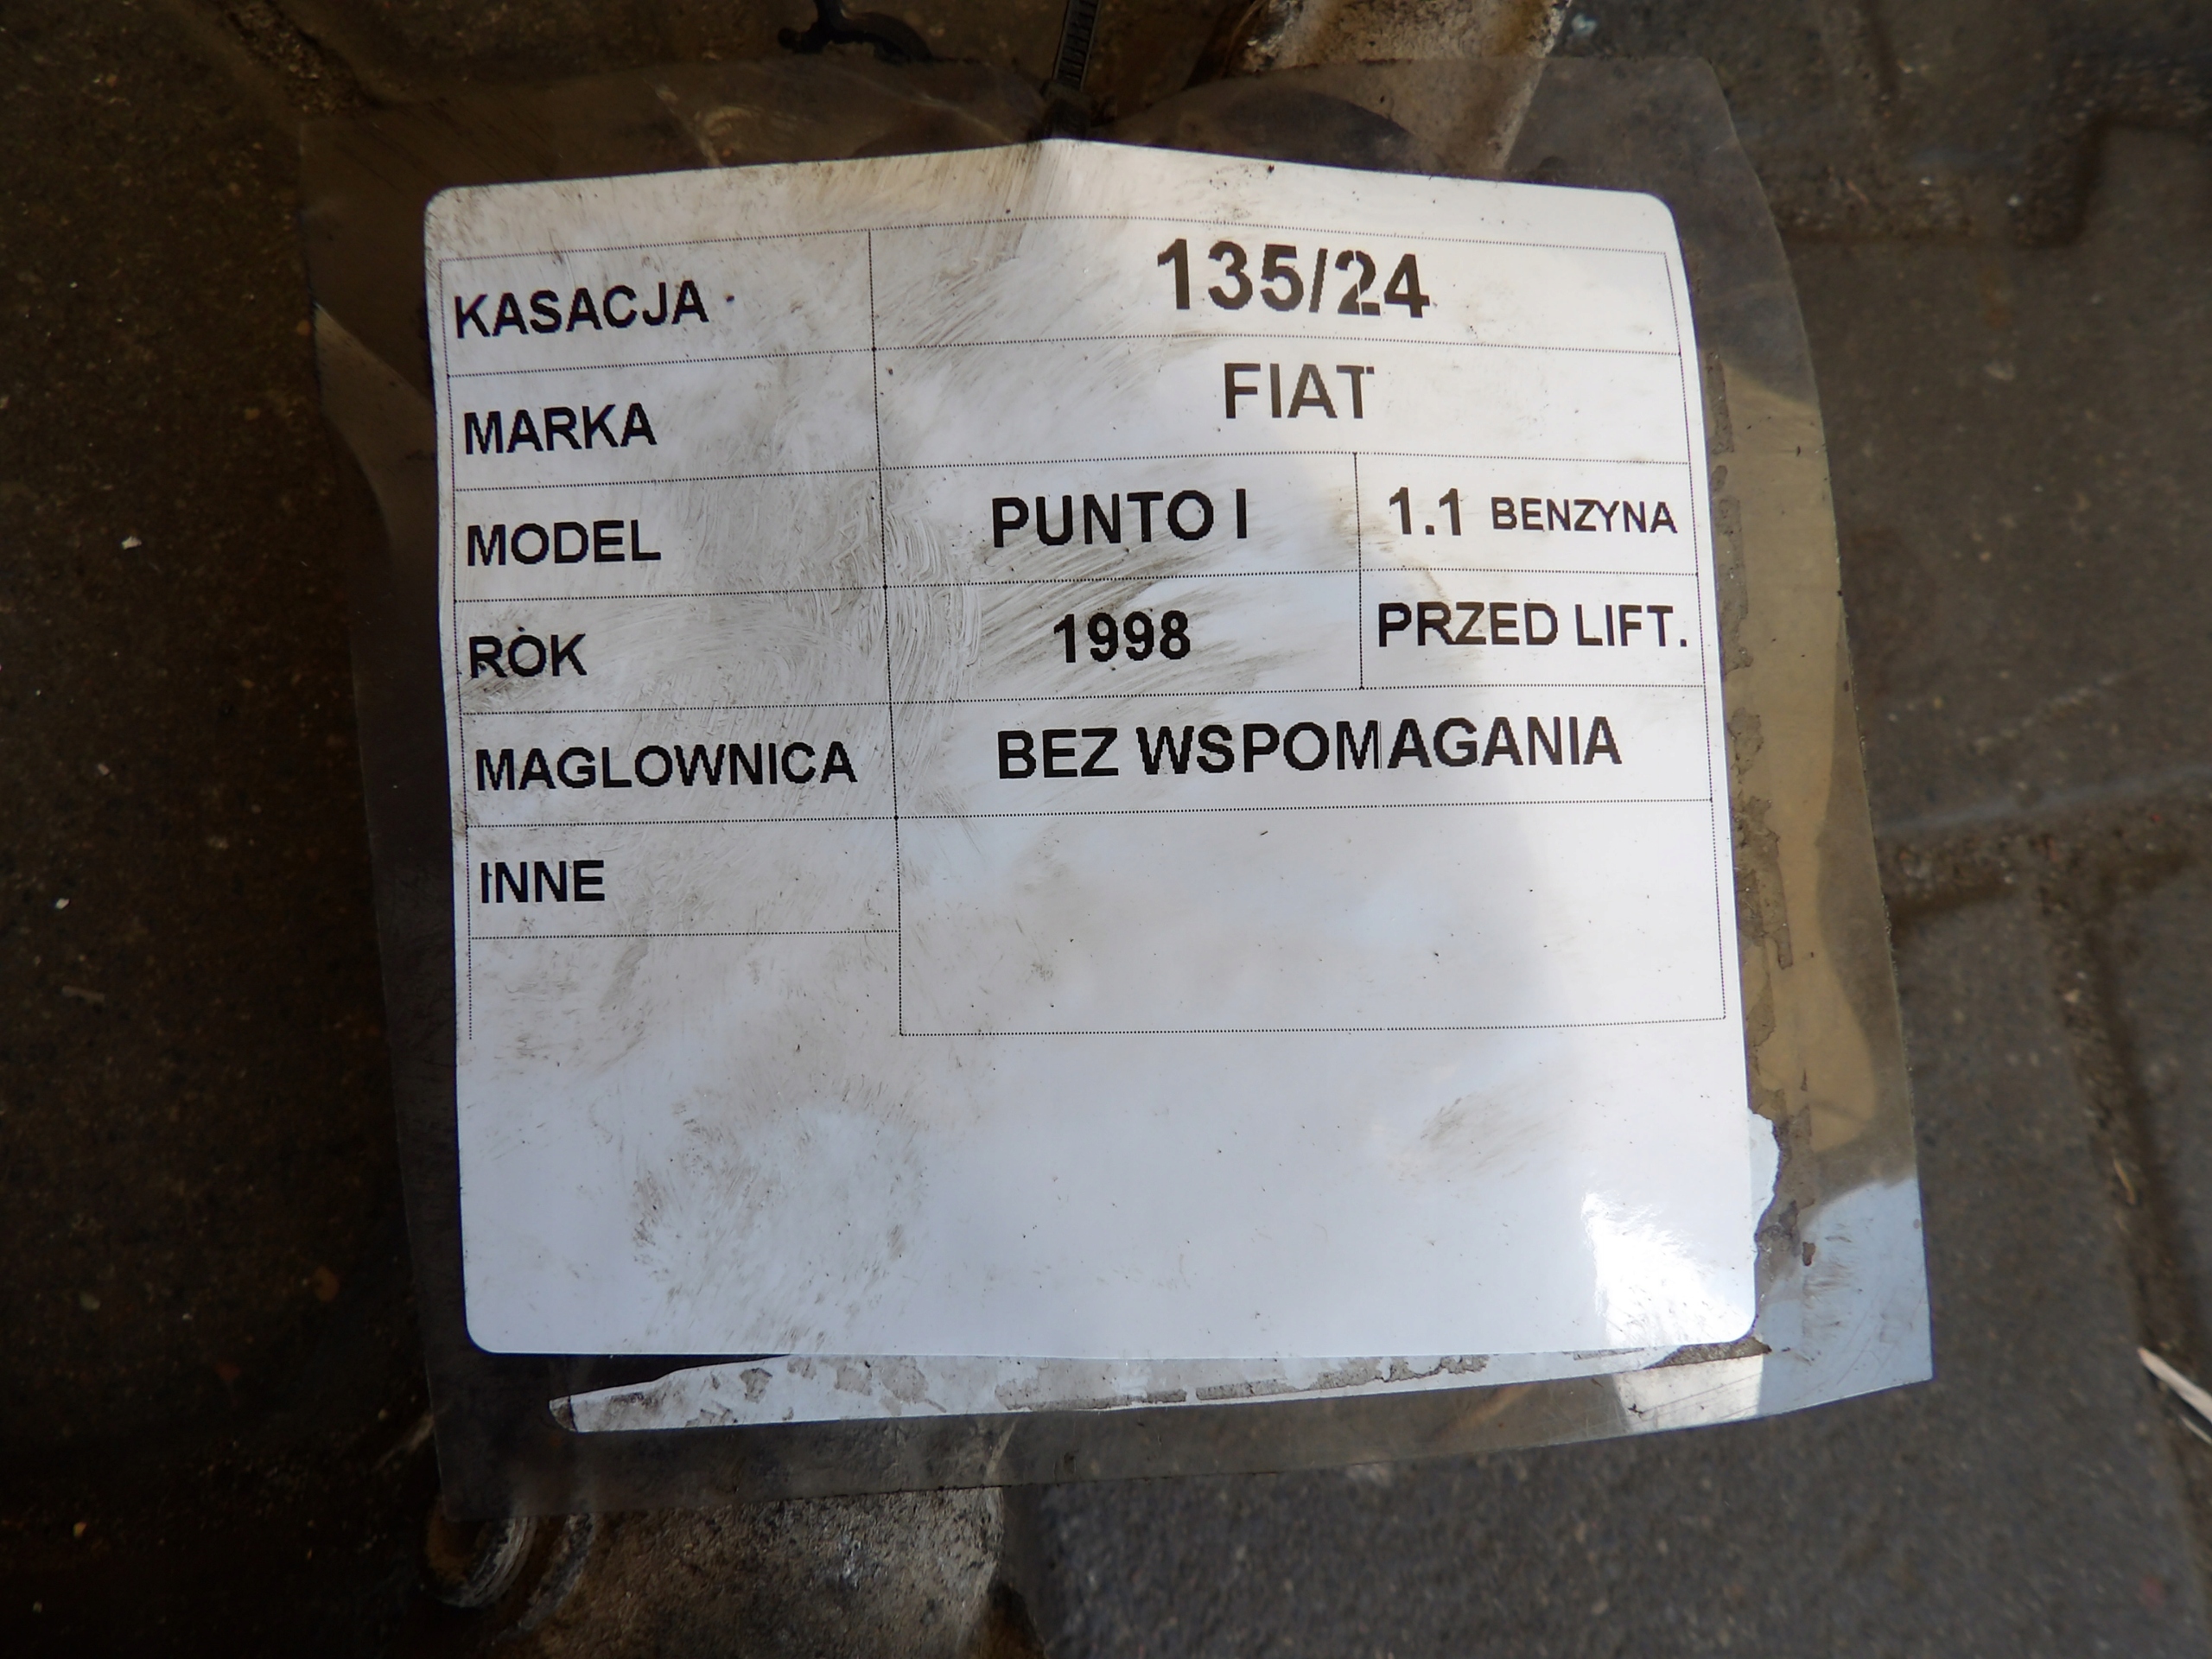 KASACJA 135/24
MARKA FIAT
MODEL PUNTO I 1.1 BENZYNA
ROK 1998 PRZED LIFT.
MAGLOWNICA BEZ WSPOMAGANIA
INNE